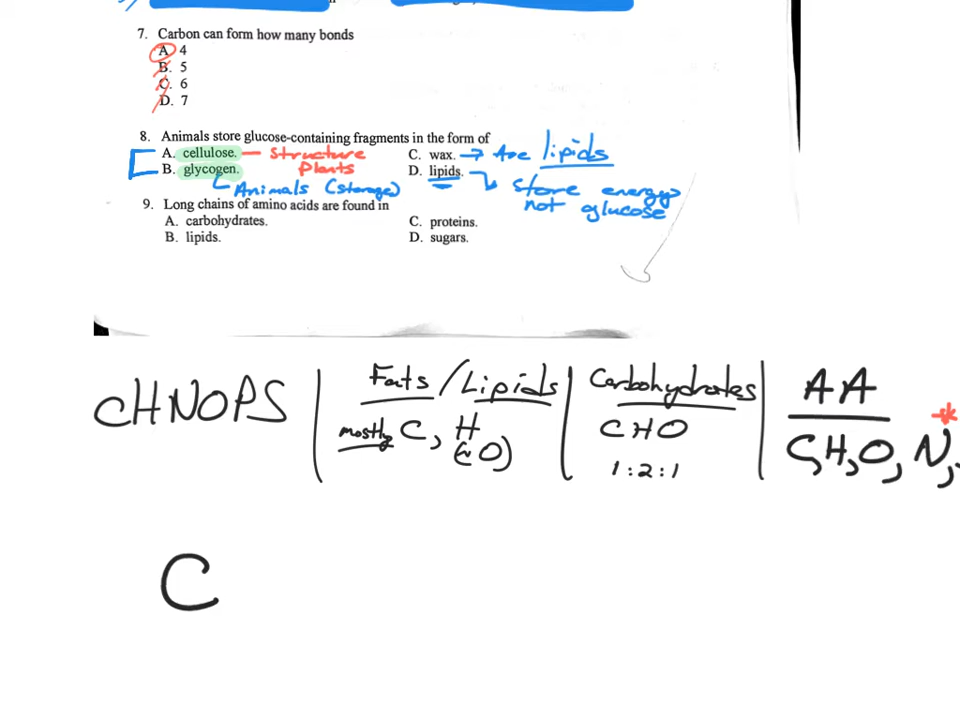 7. Carbon can form how many bonds
A. 4
B. 5
C. 6
D. 7
8. Animals store glucose-containing fragments in the form of
A. cellulose. — Structure Plants
B. glycogen.
Animals (storage)
C. wax. → Are lipids
D. lipids. → store energy
not glucose
9. Long chains of amino acids are found in
A. carbohydrates.
B. lipids.
C. proteins.
D. sugars.
CHNOPS
Fats/Lipids
mostly C, H
(~O)
Carbohydrates
CHO
1:2:1
AA
C,H,O,N,
*
C